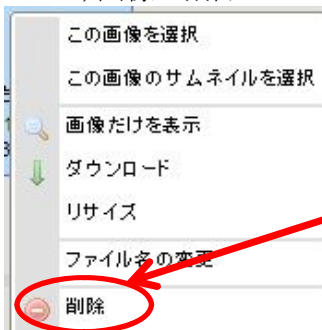 この画像を選択
この画像のサムネイルを選択
画像だけを表示
ダウンロード
リサイズ
ファイル名の変更
削除